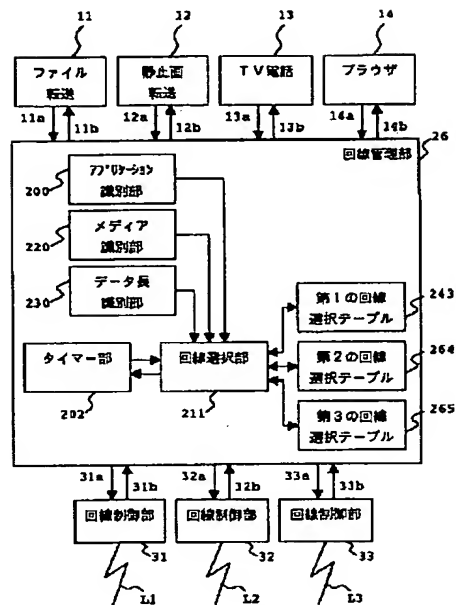 11
12
13
14
ファイル
転送
静止画
転送
TV電話
ブラウザ
11a
11b
12a
12b
13a
13b
14a
14b
26
回線管理部
アプリケーション
識別部
200
メディア
識別部
220
データ長
識別部
230
第1の回線
選択テーブル
243
タイマー部
回線選択部
第2の回線
選択テーブル
264
202
211
第3の回線
選択テーブル
265
31a
31b
32a
32b
33a
33b
回線制御部
回線制御部
回線制御部
31
32
33
L1
L2
L3